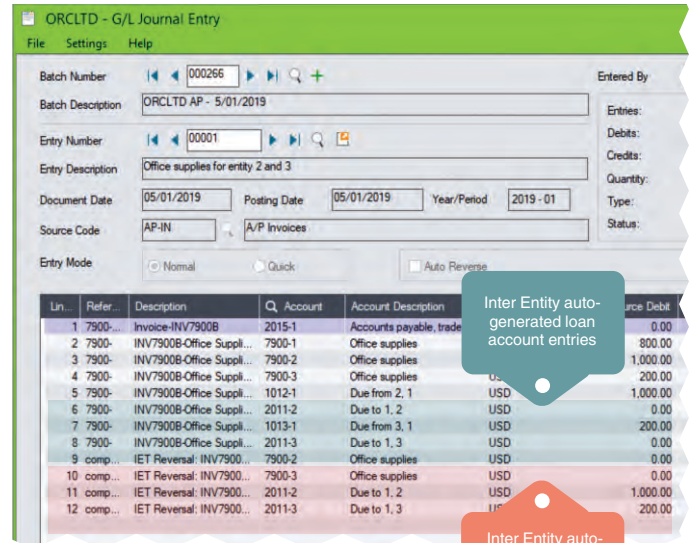 ORCLTD - G/L Journal Entry
File Settings Help
Batch Number 000266 Entered By
Batch Description ORCLTD AP - 5/01/2019
Entries:
Entry Number 00001 Debits:
Credits:
Entry Description Office supplies for entity 2 and 3
Quantity:
Document Date 05/01/2019 Posting Date 05/01/2019 Year/Period 2019 - 01 Type:
Source Code AP-IN A/P Invoices Status:
Entry Mode Normal Quick Auto Reverse
Inter Entity auto-
generated loan
account entries
Lin... Refer... Description Account Account Description urce Debit
1 7900-... Invoice-INV7900B 2015-1 Accounts payable, trade 0.00
2 7900- INV7900B-Office Suppli... 7900-1 Office supplies 800.00
3 7900- INV7900B-Office Suppli... 7900-2 Office supplies 1,000.00
4 7900- INV7900B-Office Suppli... 7900-3 Office supplies 200.00
5 7900- INV7900B-Office Suppli... 1012-1 Due from 2, 1 USD 1,000.00
6 7900- INV7900B-Office Suppli... 2011-2 Due to 1, 2 USD 0.00
7 7900- INV7900B-Office Suppli... 1013-1 Due from 3, 1 USD 200.00
8 7900- INV7900B-Office Suppli... 2011-3 Due to 1, 3 USD 0.00
9 comp... IET Reversal: INV7900... 7900-2 Office supplies USD 0.00
10 comp... IET Reversal: INV7900... 7900-3 Office supplies USD 0.00
11 comp... IET Reversal: INV7900... 2011-2 Due to 1, 2 USD 1,000.00
12 comp... IET Reversal: INV7900... 2011-3 Due to 1, 3 USD 200.00
Inter Entity auto-